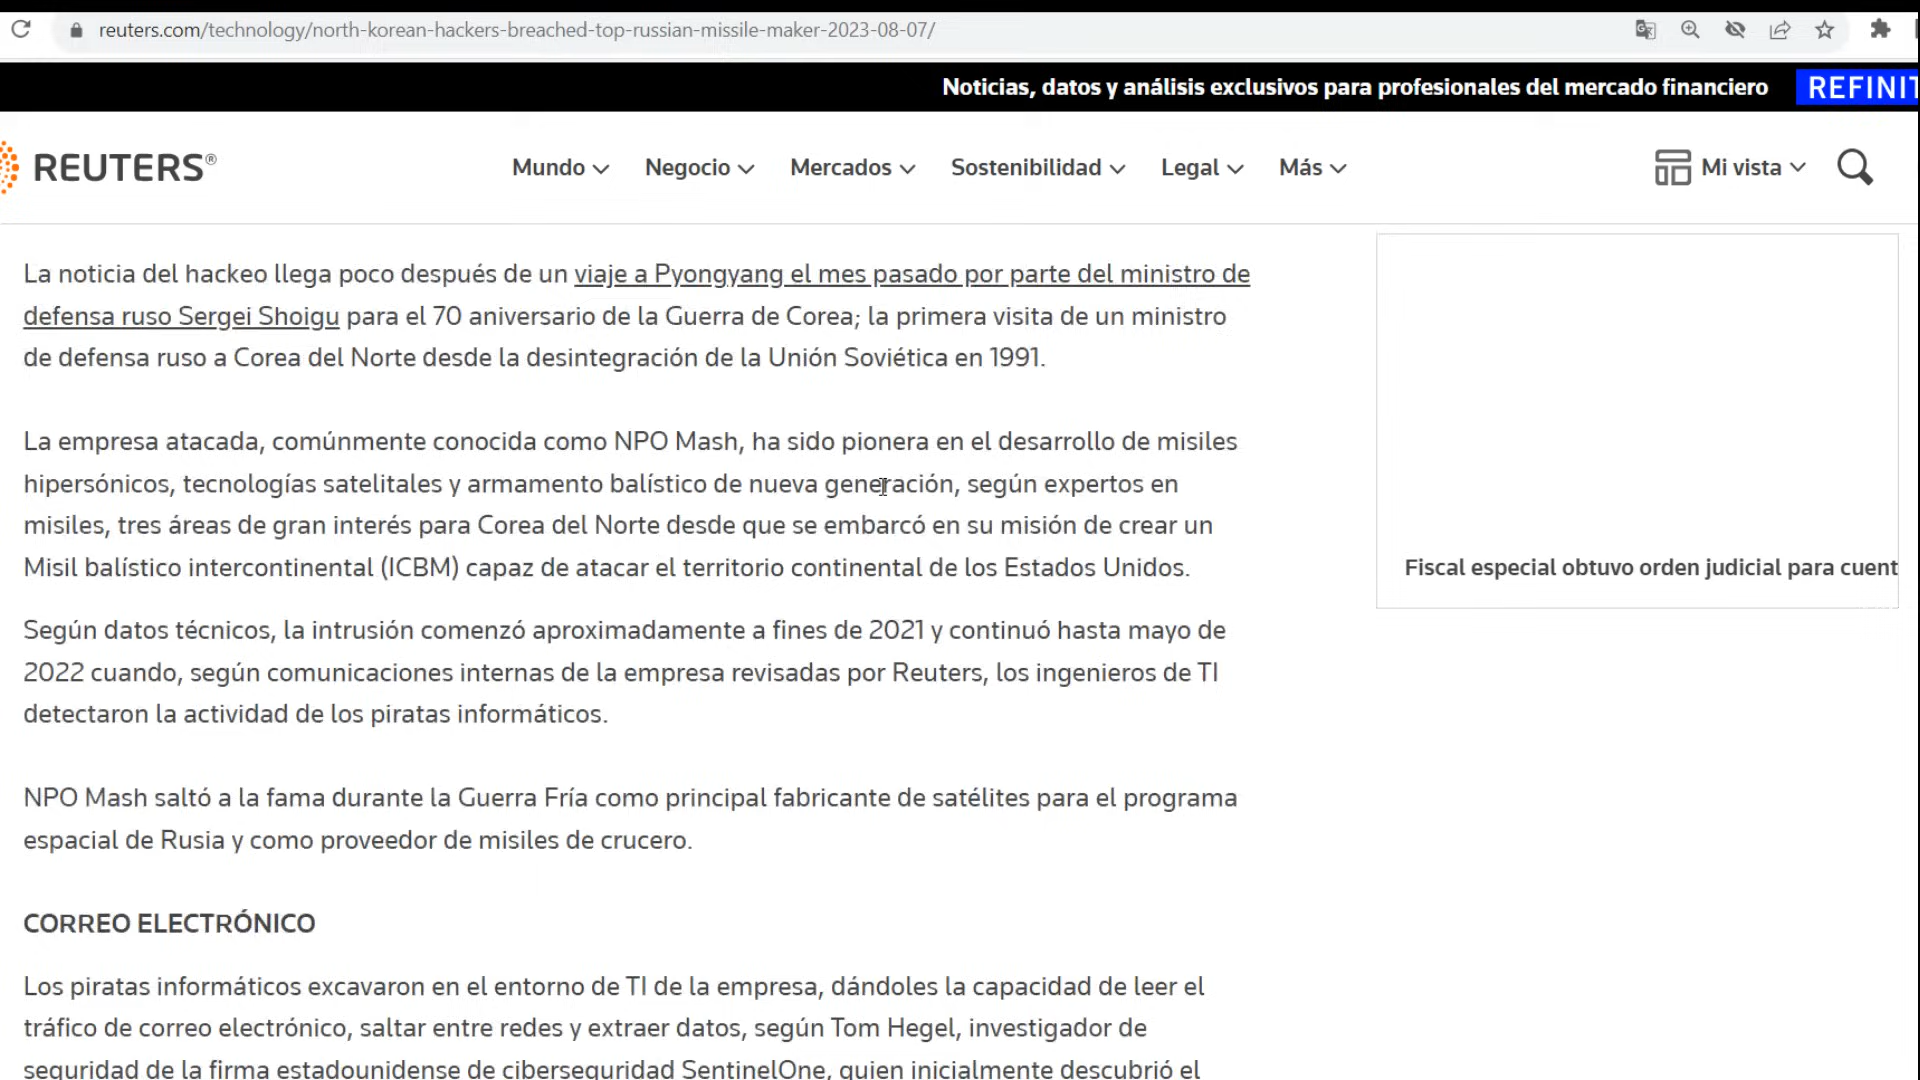 reuters.com/technology/north-korean-hackers-breached-top-russian-missile-maker-2023-08-07/
Noticias, datos y análisis exclusivos para profesionales del mercado financiero
REFINIT
REUTERS®
Mundo
Negocio
Mercados
Sostenibilidad
Legal
Más
Mi vista
La noticia del hackeo llega poco después de un viaje a Pyongyang el mes pasado por parte del ministro de
defensa ruso Sergei Shoigu para el 70 aniversario de la Guerra de Corea; la primera visita de un ministro
de defensa ruso a Corea del Norte desde la desintegración de la Unión Soviética en 1991.
La empresa atacada, comúnmente conocida como NPO Mash, ha sido pionera en el desarrollo de misiles
hipersónicos, tecnologías satelitales y armamento balístico de nueva generación, según expertos en
misiles, tres áreas de gran interés para Corea del Norte desde que se embarcó en su misión de crear un
Misil balístico intercontinental (ICBM) capaz de atacar el territorio continental de los Estados Unidos.
Fiscal especial obtuvo orden judicial para cuent
Según datos técnicos, la intrusión comenzó aproximadamente a fines de 2021 y continuó hasta mayo de
2022 cuando, según comunicaciones internas de la empresa revisadas por Reuters, los ingenieros de TI
detectaron la actividad de los piratas informáticos.
NPO Mash saltó a la fama durante la Guerra Fría como principal fabricante de satélites para el programa
espacial de Rusia y como proveedor de misiles de crucero.
CORREO ELECTRÓNICO
Los piratas informáticos excavaron en el entorno de TI de la empresa, dándoles la capacidad de leer el
tráfico de correo electrónico, saltar entre redes y extraer datos, según Tom Hegel, investigador de
seguridad de la firma estadounidense de ciberseguridad SentinelOne, quien inicialmente descubrió el